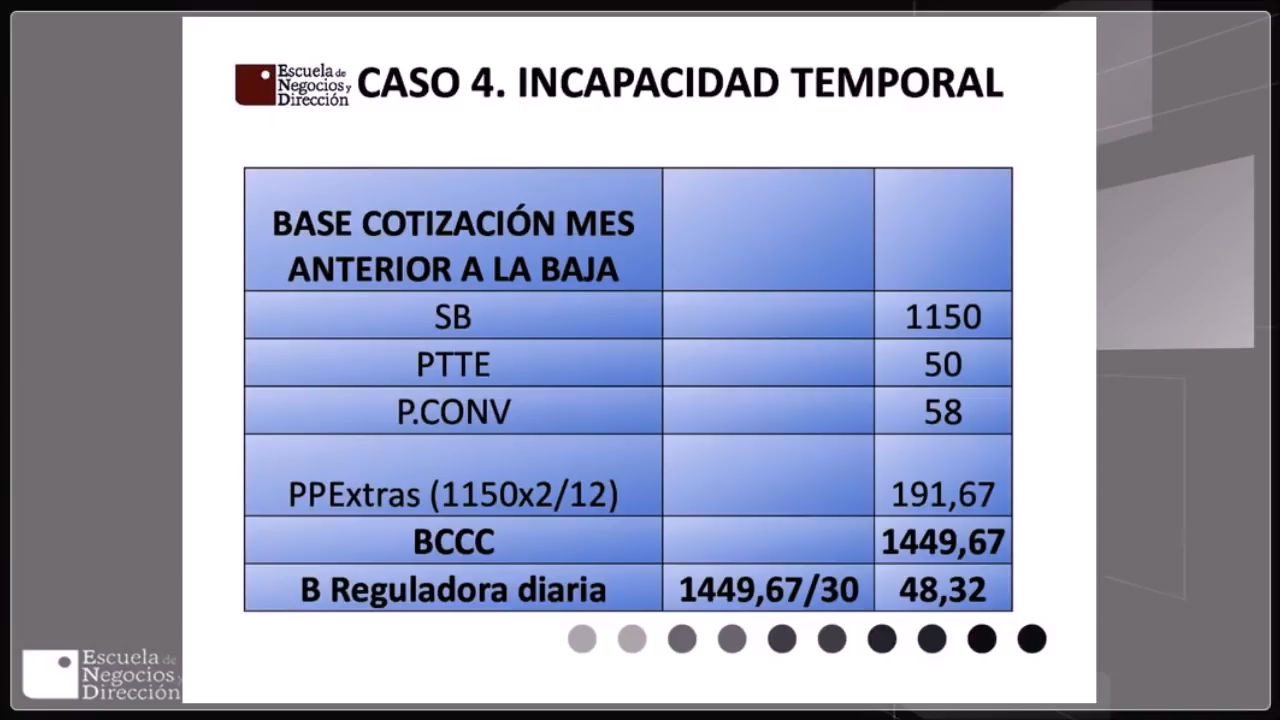 Escuela de
Negocios y
Dirección
CASO 4. INCAPACIDAD TEMPORAL
BASE COTIZACIÓN MES
ANTERIOR A LA BAJA
SB 1150
PTTE 50
P.CONV 58
PPExtras (1150x2/12) 191,67
BCCC 1449,67
B Reguladora diaria 1449,67/30 48,32
Escuela de
Negocios y
Dirección